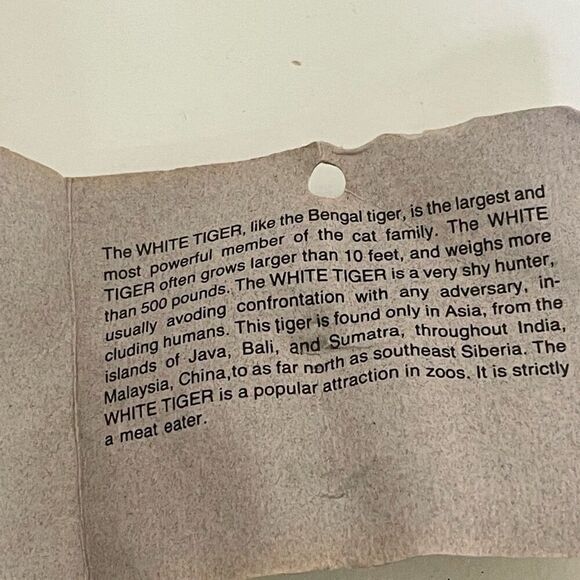 The WHITE TIGER, like the Bengal tiger, is the largest and
most powerful member of the cat family. The WHITE
TIGER often grows larger than 10 feet, and weighs more
than 500 pounds. The WHITE TIGER is a very shy hunter,
usually avoding confrontation with any adversary, in-
cluding humans. This tiger is found only in Asia, from the
islands of Java, Bali, and Sumatra, throughout India,
Malaysia, China,to as far north as southeast Siberia. The
WHITE TIGER is a popular attraction in zoos. It is strictly
a meat eater.